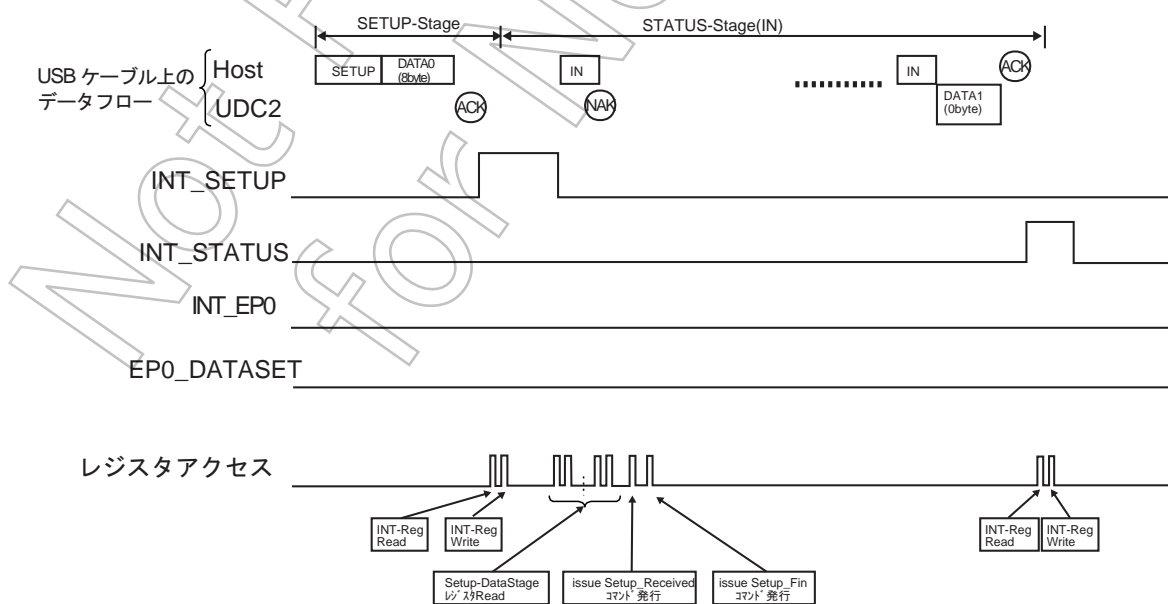 SETUP-Stage
STATUS-Stage(IN)
USB ケーブル上の
データフロー
Host
UDC2
SETUP
DATA0
(8byte)
ACK
IN
NAK
IN
DATA1
(0byte)
ACK
INT_SETUP
INT_STATUS
INT_EP0
EP0_DATASET
レジスタアクセス
INT-Reg
Read
INT-Reg
Write
Setup-DataStage
ﾚｼﾞｽﾀRead
issue Setup_Received
ｺﾏﾝﾄﾞ発行
issue Setup_Fin
ｺﾏﾝﾄﾞ発行
INT-Reg
Read
INT-Reg
Write
Not
for